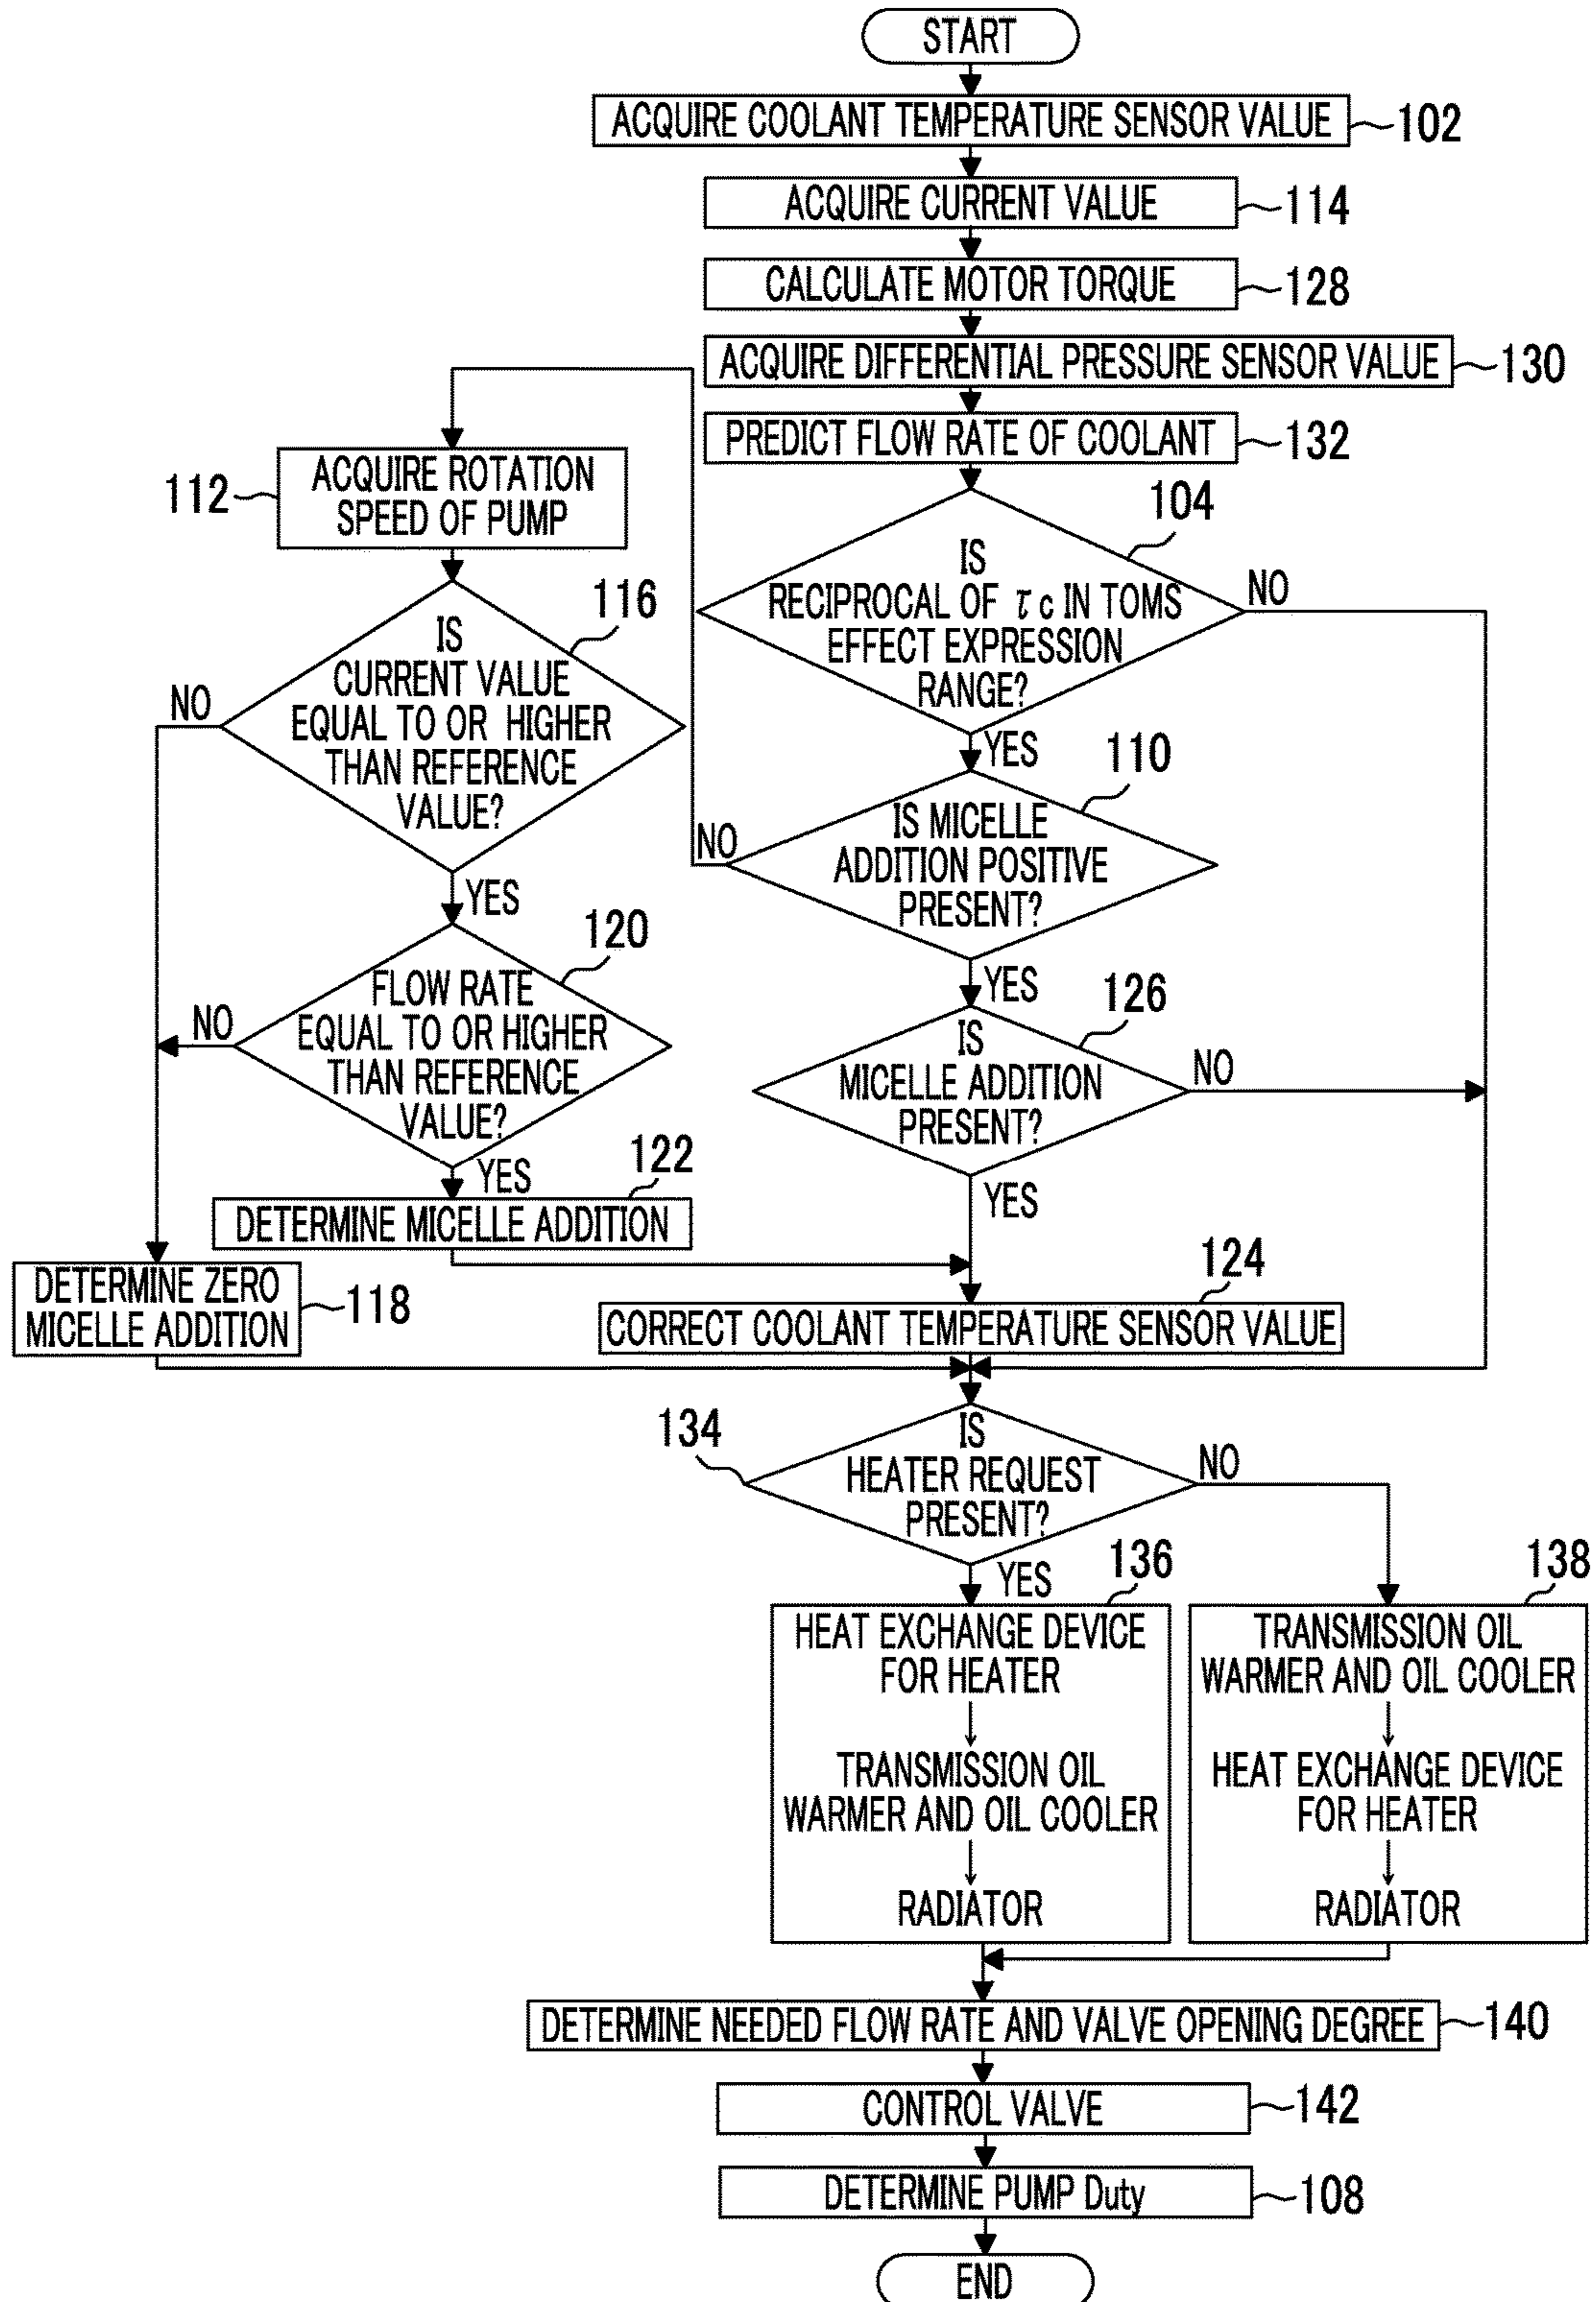 START
ACQUIRE COOLANT TEMPERATURE SENSOR VALUE
102
ACQUIRE CURRENT VALUE
114
CALCULATE MOTOR TORQUE
128
ACQUIRE DIFFERENTIAL PRESSURE SENSOR VALUE
130
PREDICT FLOW RATE OF COOLANT
132
112
ACQUIRE ROTATION
SPEED OF PUMP
104
IS
RECIPROCAL OF τc IN TOMS
EFFECT EXPRESSION
RANGE?
NO
YES
116
IS
CURRENT VALUE
EQUAL TO OR HIGHER
THAN REFERENCE
VALUE?
NO
YES
110
IS MICELLE
ADDITION POSITIVE
PRESENT?
NO
YES
120
FLOW RATE
EQUAL TO OR HIGHER
THAN REFERENCE
VALUE?
NO
YES
126
IS
MICELLE ADDITION
PRESENT?
NO
YES
122
DETERMINE MICELLE ADDITION
DETERMINE ZERO
MICELLE ADDITION
118
124
CORRECT COOLANT TEMPERATURE SENSOR VALUE
134
IS
HEATER REQUEST
PRESENT?
NO
YES
136
HEAT EXCHANGE DEVICE
FOR HEATER
TRANSMISSION OIL
WARMER AND OIL COOLER
RADIATOR
138
TRANSMISSION OIL
WARMER AND OIL COOLER
HEAT EXCHANGE DEVICE
FOR HEATER
RADIATOR
DETERMINE NEEDED FLOW RATE AND VALVE OPENING DEGREE
140
CONTROL VALVE
142
DETERMINE PUMP Duty
108
END